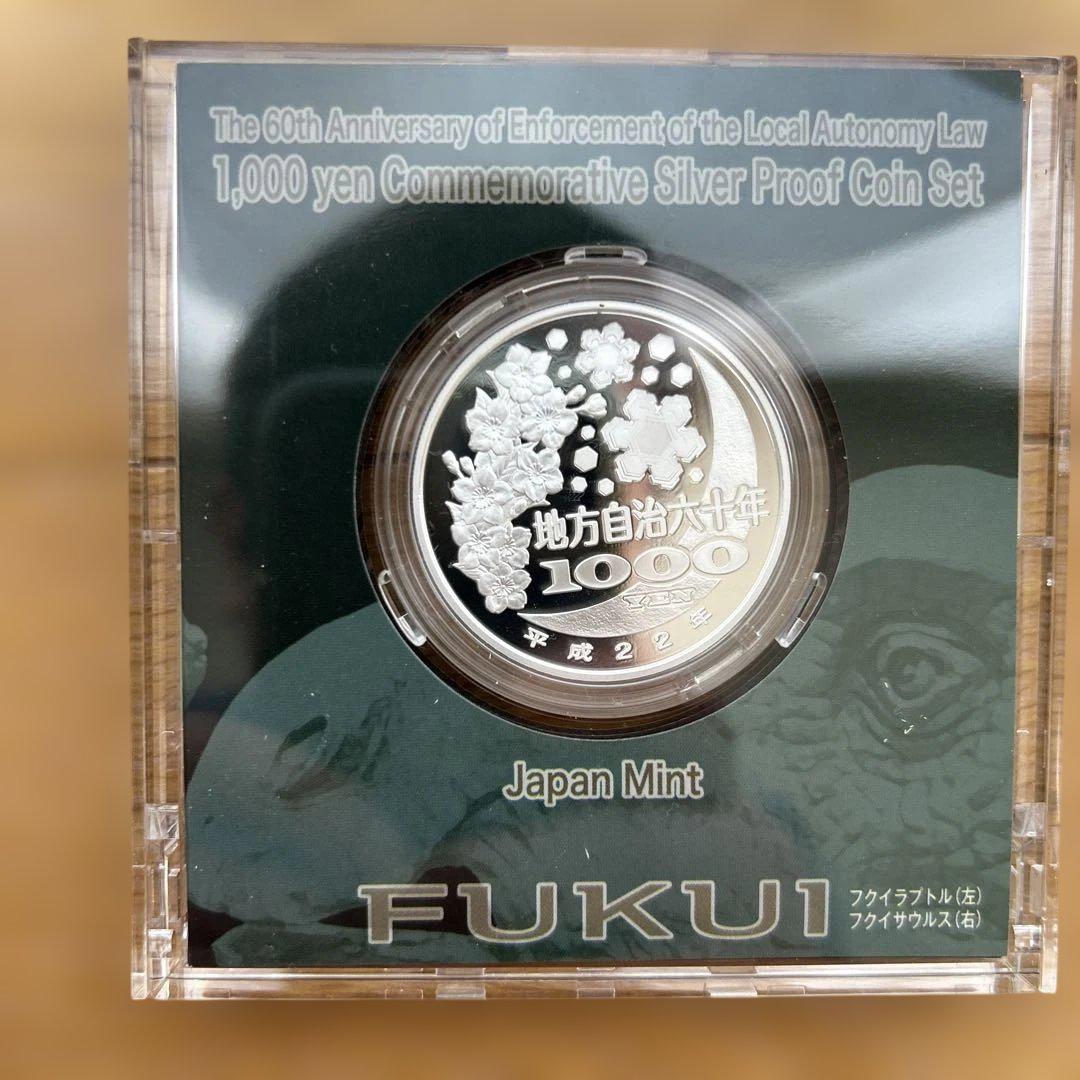 The 60th Anniversary of Enforcement of the Local Autonomy Law
1,000 yen Commemorative Silver Proof Coin Set
地方自治六十年
1000
YEN
平成22年
Japan Mint
FUKUI
フクイラプトル(左)
フクイサウルス(右)